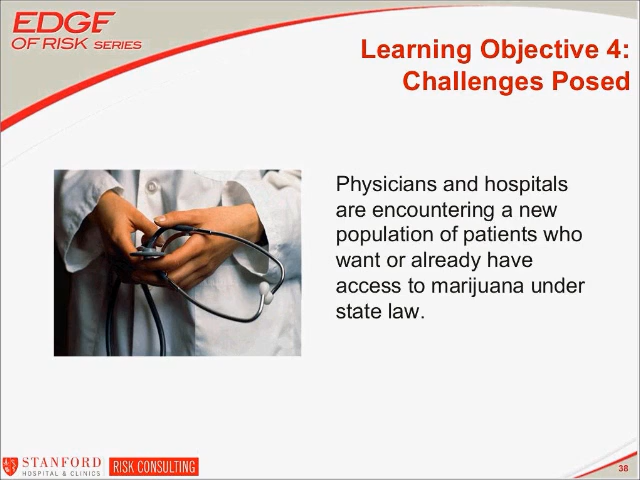 EDGE
OF RISK SERIES
Learning Objective 4:
Challenges Posed
Physicians and hospitals
are encountering a new
population of patients who
want or already have
access to marijuana under
state law.
STANFORD
HOSPITAL & CLINICS
RISK CONSULTING
38